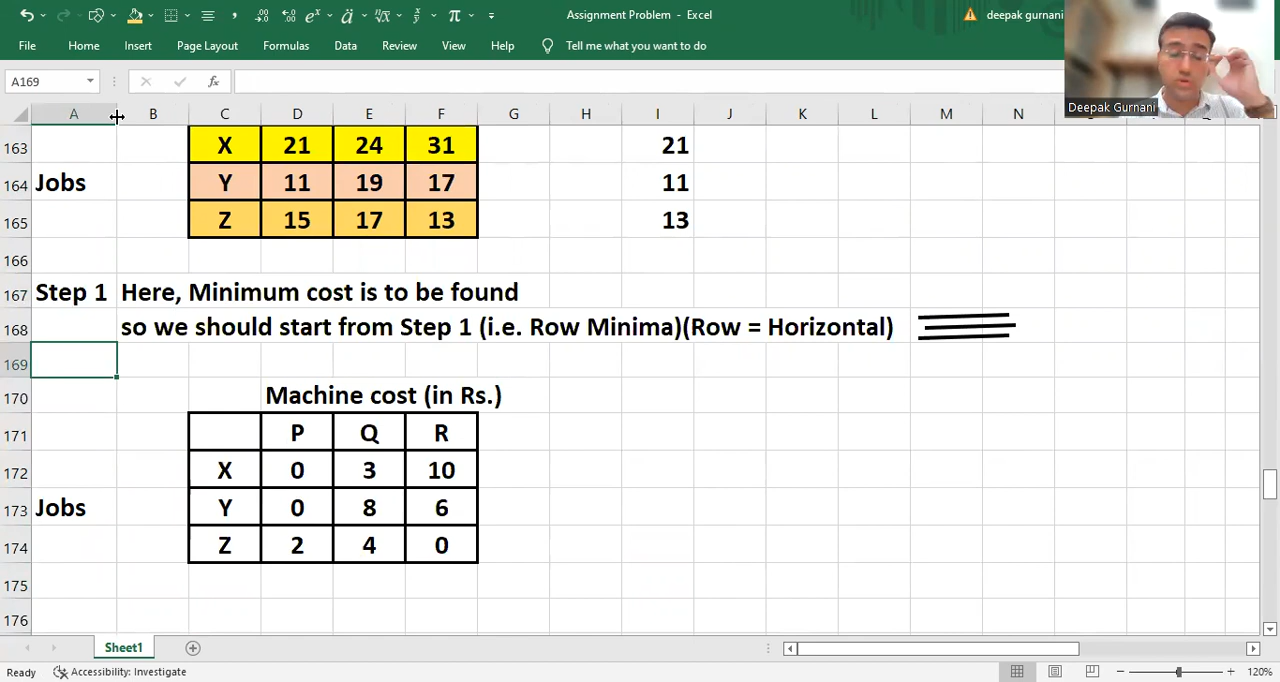 Assignment Problem - Excel
deepak gurnani
File Home Insert Page Layout Formulas Data Review View Help Tell me what you want to do
A169 fx
Deepak Gurnani
A B C D E F G H I J K L M N
163 X 21 24 31 21
164 Jobs Y 11 19 17 11
165 Z 15 17 13 13
166
167 Step 1 Here, Minimum cost is to be found
168 so we should start from Step 1 (i.e. Row Minima)(Row = Horizontal)
169
170 Machine cost (in Rs.)
171 P Q R
172 X 0 3 10
173 Jobs Y 0 8 6
174 Z 2 4 0
175
176
Sheet1
Ready Accessibility: Investigate 120%